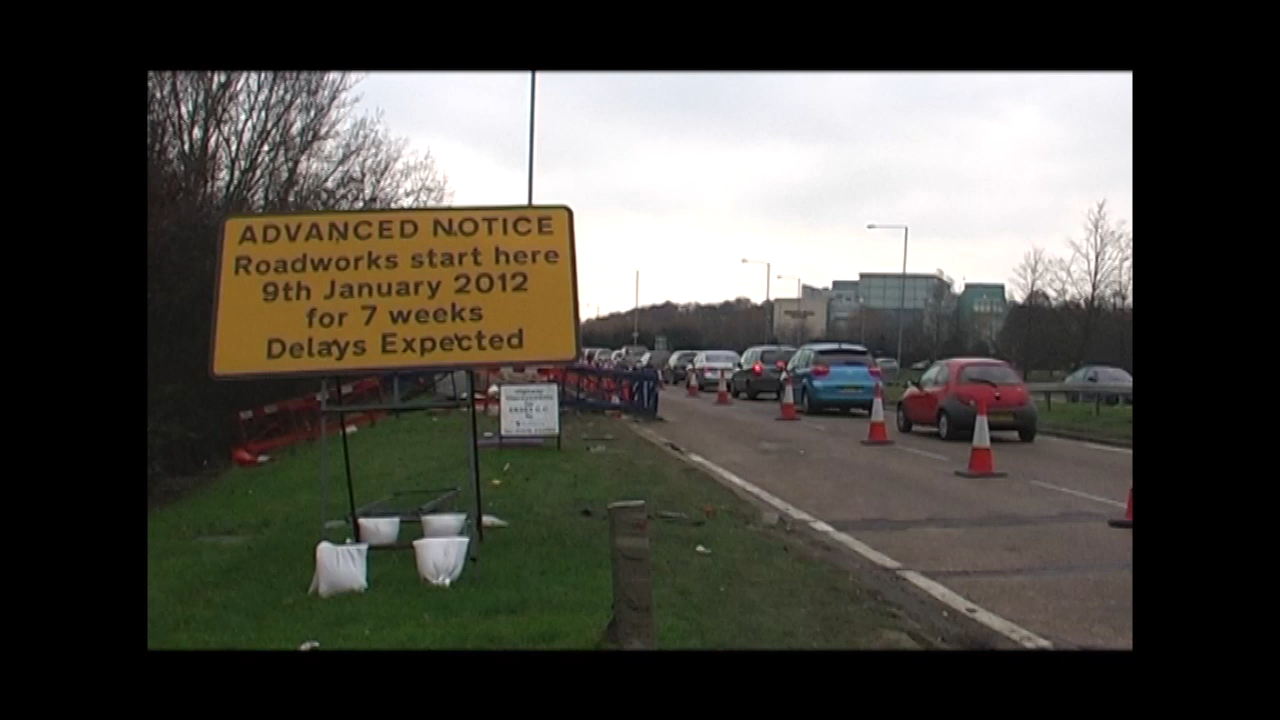 ADVANCED NOTICE
Roadworks start here
9th January 2012
for 7 weeks
Delays Expected